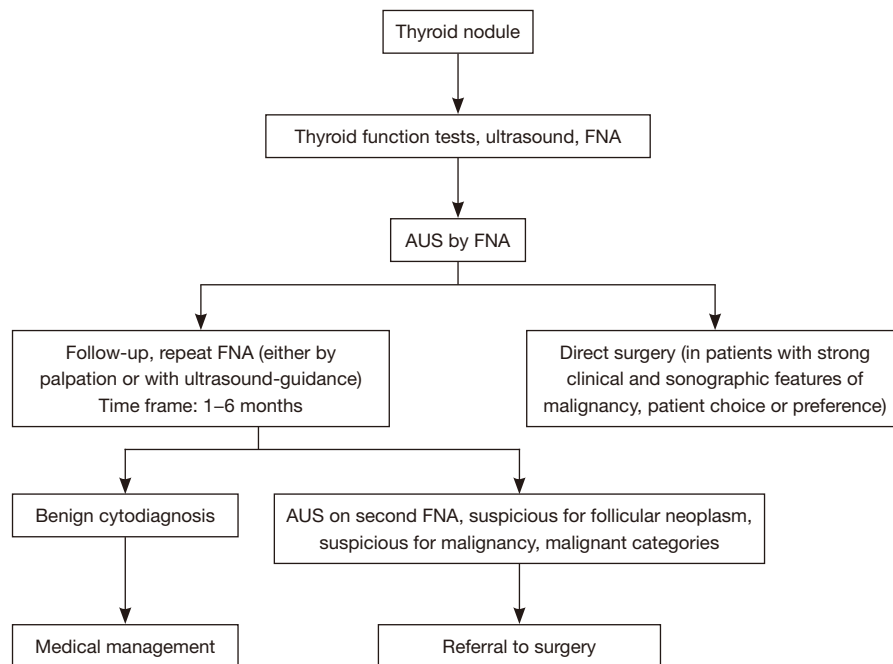 Thyroid nodule
Thyroid function tests, ultrasound, FNA
AUS by FNA
Follow-up, repeat FNA (either by
palpation or with ultrasound-guidance)
Time frame: 1–6 months
Direct surgery (in patients with strong
clinical and sonographic features of
malignancy, patient choice or preference)
Benign cytodiagnosis
AUS on second FNA, suspicious for follicular neoplasm,
suspicious for malignancy, malignant categories
Medical management
Referral to surgery